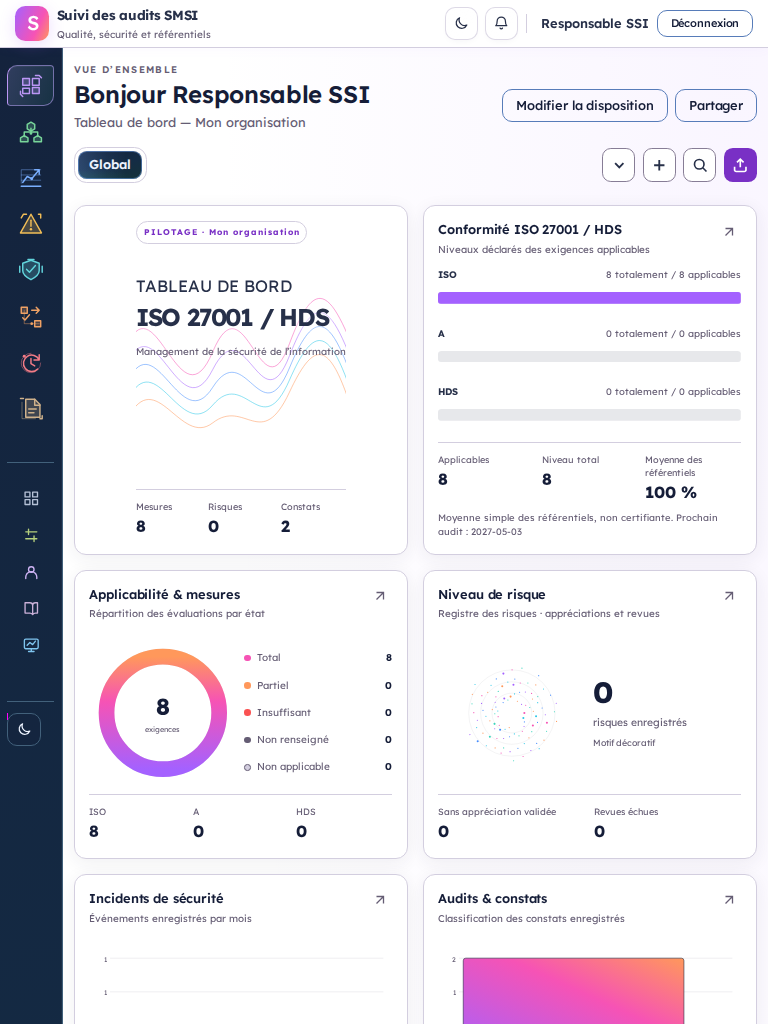 S
Suivi des audits SMSI
Qualité, sécurité et référentiels
Responsable SSI
Déconnexion
VUE D'ENSEMBLE
Bonjour Responsable SSI
Tableau de bord — Mon organisation
Modifier la disposition
Partager
Global
PILOTAGE · Mon organisation
TABLEAU DE BORD
ISO 27001 / HDS
Management de la sécurité de l'information
Mesures
8
Risques
0
Constats
2
Conformité ISO 27001 / HDS
Niveaux déclarés des exigences applicables
ISO
8 totalement / 8 applicables
A
0 totalement / 0 applicables
HDS
0 totalement / 0 applicables
Applicables
8
Niveau total
8
Moyenne des
référentiels
100 %
Moyenne simple des référentiels, non certifiante. Prochain
audit : 2027-05-03
Applicabilité & mesures
Répartition des évaluations par état
8
exigences
Total 8
Partiel 0
Insuffisant 0
Non renseigné 0
Non applicable 0
ISO
8
A
0
HDS
0
Niveau de risque
Registre des risques · appréciations et revues
0
risques enregistrés
Motif décoratif
Sans appréciation validée
0
Revues échues
0
Incidents de sécurité
Événements enregistrés par mois
1
1
Audits & constats
Classification des constats enregistrés
2
1